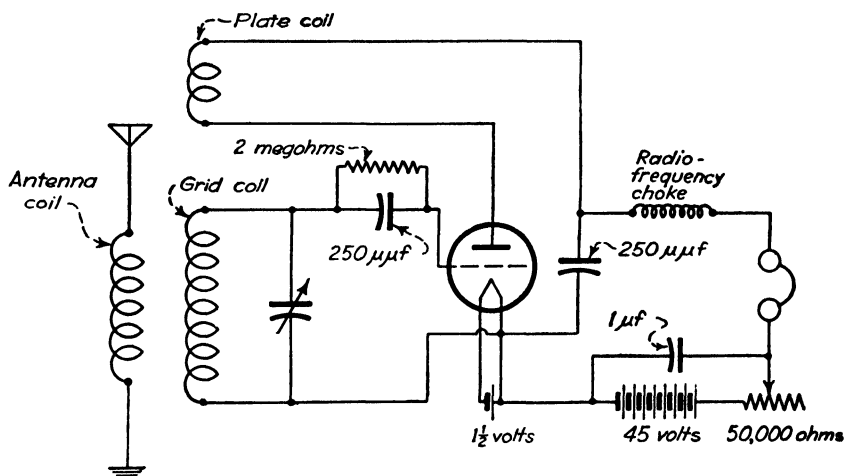 Plate coil
2 megohms
Antenna
coil
Grid coil
250 μμf
Radio-
frequency
choke
250 μμf
1 μf
1½ volts
45 volts
50,000 ohms